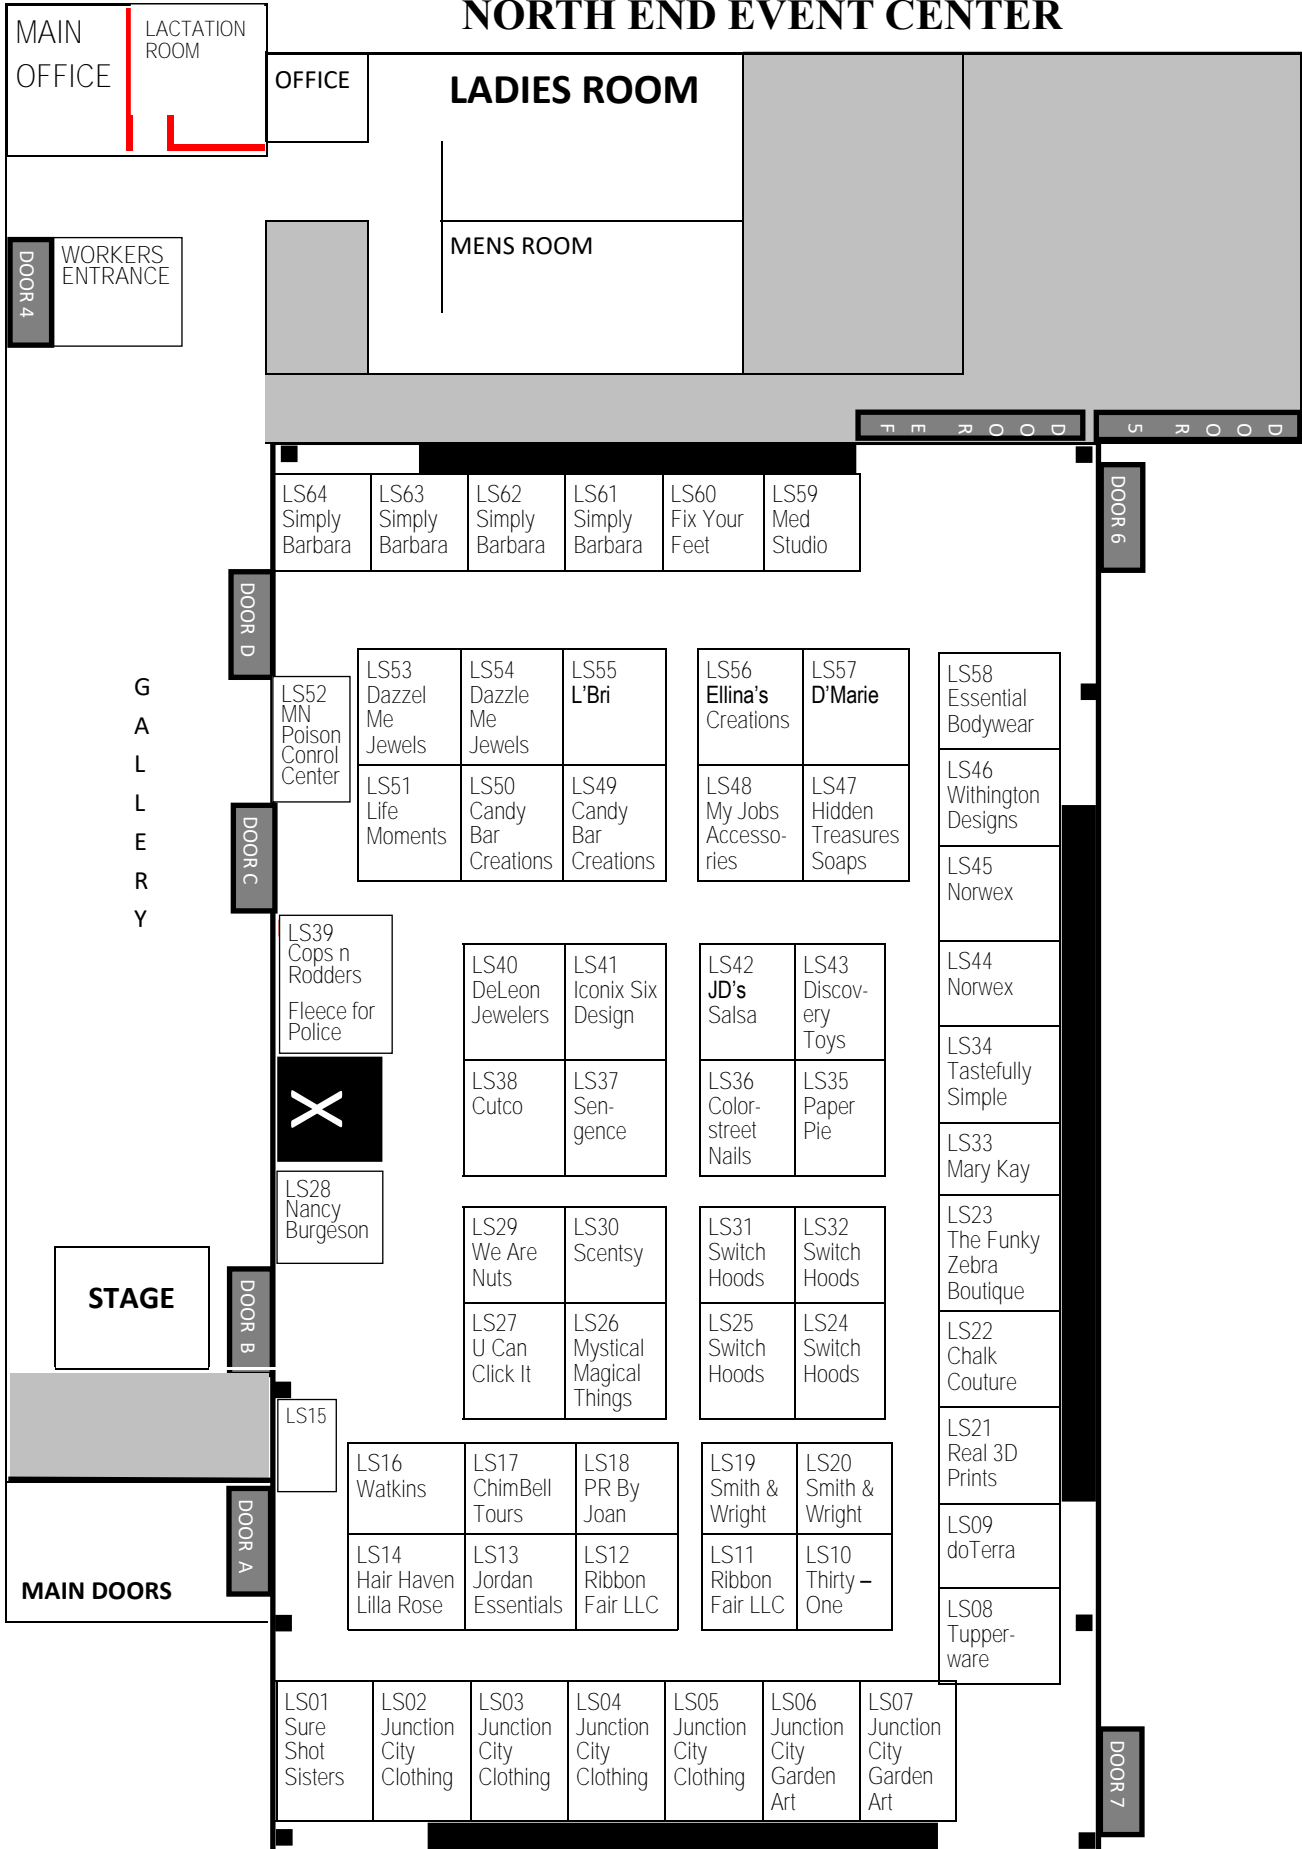 NORTH END EVENT CENTER
MAIN
OFFICE
LACTATION
ROOM
OFFICE
LADIES ROOM
MENS ROOM
DOOR 4
WORKERS
ENTRANCE
DOOR FE
DOOR 5
DOOR 6
LS64
Simply
Barbara
LS63
Simply
Barbara
LS62
Simply
Barbara
LS61
Simply
Barbara
LS60
Fix Your
Feet
LS59
Med
Studio
DOOR D
GALLERY
LS52
MN
Poison
Conrol
Center
LS53
Dazzel
Me
Jewels
LS54
Dazzle
Me
Jewels
LS55
L'Bri
LS56
Ellina's
Creations
LS57
D'Marie
LS58
Essential
Bodywear
LS51
Life
Moments
LS50
Candy
Bar
Creations
LS49
Candy
Bar
Creations
LS48
My Jobs
Accesso-
ries
LS47
Hidden
Treasures
Soaps
LS46
Withington
Designs
DOOR C
LS45
Norwex
LS39
Cops n
Rodders
Fleece for
Police
LS40
DeLeon
Jewelers
LS41
Iconix Six
Design
LS42
JD's
Salsa
LS43
Discov-
ery
Toys
LS44
Norwex
X
LS38
Cutco
LS37
Sen-
gence
LS36
Color-
street
Nails
LS35
Paper
Pie
LS34
Tastefully
Simple
LS33
Mary Kay
LS28
Nancy
Burgeson
LS29
We Are
Nuts
LS30
Scentsy
LS31
Switch
Hoods
LS32
Switch
Hoods
LS23
The Funky
Zebra
Boutique
STAGE
DOOR B
LS27
U Can
Click It
LS26
Mystical
Magical
Things
LS25
Switch
Hoods
LS24
Switch
Hoods
LS22
Chalk
Couture
LS15
LS16
Watkins
LS17
ChimBell
Tours
LS18
PR By
Joan
LS19
Smith &
Wright
LS20
Smith &
Wright
LS21
Real 3D
Prints
DOOR A
MAIN DOORS
LS14
Hair Haven
Lilla Rose
LS13
Jordan
Essentials
LS12
Ribbon
Fair LLC
LS11
Ribbon
Fair LLC
LS10
Thirty –
One
LS09
doTerra
LS08
Tupper-
ware
LS01
Sure
Shot
Sisters
LS02
Junction
City
Clothing
LS03
Junction
City
Clothing
LS04
Junction
City
Clothing
LS05
Junction
City
Clothing
LS06
Junction
City
Garden
Art
LS07
Junction
City
Garden
Art
DOOR 7